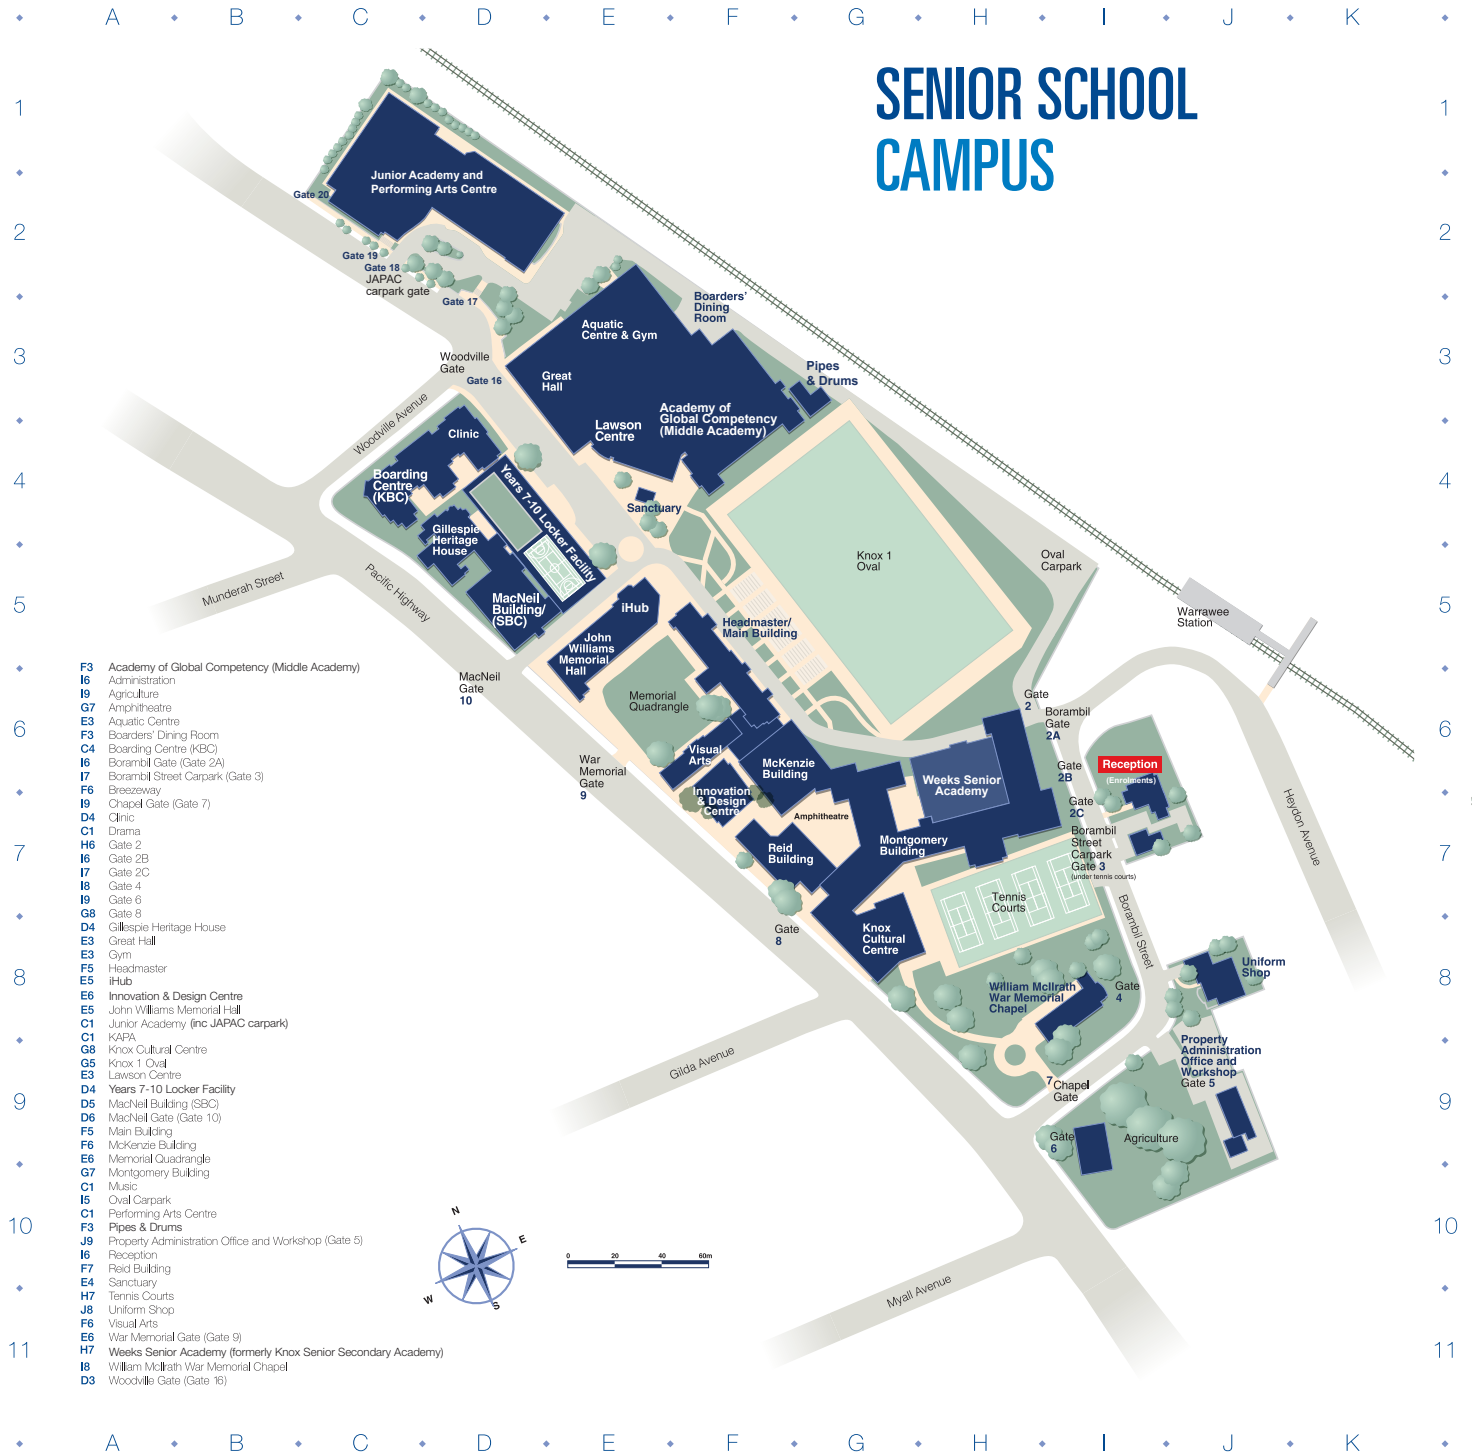 A B C D E F G H I J K
SENIOR SCHOOL
CAMPUS
1 1
2 2
3 3
4 4
5 5
6 6
7 7
8 8
9 9
10 10
11 11
Junior Academy and
Performing Arts Centre
Gate 20
Gate 19
Gate 18
JAPAC
carpark gate
Gate 17
Boarders'
Dining
Room
Aquatic
Centre & Gym
Woodville
Gate
Gate 16
Great
Hall
Pipes
& Drums
Academy of
Global Competency
(Middle Academy)
Lawson
Centre
Woodville Avenue
Clinic
Boarding
Centre
(KBC)
Years 7-10 Locker Facility
Sanctuary
Gillespie
Heritage
House
Knox 1
Oval
Oval
Carpark
Munderah Street
Pacific Highway
MacNeil
Building/
(SBC)
iHub
Warrawee
Station
Headmaster/
Main Building
John
Williams
Memorial
Hall
MacNeil
Gate
10
Memorial
Quadrangle
Gate
2
Borambil
Gate
2A
War
Memorial
Gate
9
Visual
Arts
McKenzie
Building
Weeks Senior
Academy
Gate
2B
Reception
(Enrolments)
Innovation
& Design
Centre
Amphitheatre
Gate
2C
Heydon Avenue
Reid
Building
Montgomery
Building
Borambil
Street
Carpark
Gate 3
(under tennis courts)
Tennis
Courts
Gate
8
Knox
Cultural
Centre
Borambil Street
Uniform
Shop
William McIlrath
War Memorial
Chapel
Gate
4
Gilda Avenue
Property
Administration
Office and
Workshop
Gate 5
7 Chapel
Gate
Gate
6
Agriculture
Myall Avenue
F3 Academy of Global Competency (Middle Academy)
I6 Administration
I9 Agriculture
G7 Amphitheatre
E3 Aquatic Centre
F3 Boarders' Dining Room
C4 Boarding Centre (KBC)
I6 Borambil Gate (Gate 2A)
I7 Borambil Street Carpark (Gate 3)
F6 Breezeway
I9 Chapel Gate (Gate 7)
D4 Clinic
C1 Drama
H6 Gate 2
I6 Gate 2B
I7 Gate 2C
I8 Gate 4
I9 Gate 6
G8 Gate 8
D4 Gillespie Heritage House
E3 Great Hall
E3 Gym
F5 Headmaster
E5 iHub
E6 Innovation & Design Centre
E5 John Williams Memorial Hall
C1 Junior Academy (inc JAPAC carpark)
C1 KAPA
G8 Knox Cultural Centre
G5 Knox 1 Oval
E3 Lawson Centre
D4 Years 7-10 Locker Facility
D5 MacNeil Building (SBC)
D6 MacNeil Gate (Gate 10)
F5 Main Building
F6 McKenzie Building
E6 Memorial Quadrangle
G7 Montgomery Building
C1 Music
I5 Oval Carpark
C1 Performing Arts Centre
F3 Pipes & Drums
J9 Property Administration Office and Workshop (Gate 5)
I6 Reception
F7 Reid Building
E4 Sanctuary
H7 Tennis Courts
J8 Uniform Shop
F6 Visual Arts
E6 War Memorial Gate (Gate 9)
H7 Weeks Senior Academy (formerly Knox Senior Secondary Academy)
I8 William McIlrath War Memorial Chapel
D3 Woodville Gate (Gate 16)
N
E
W
S
0 20 40 60m
A B C D E F G H I J K